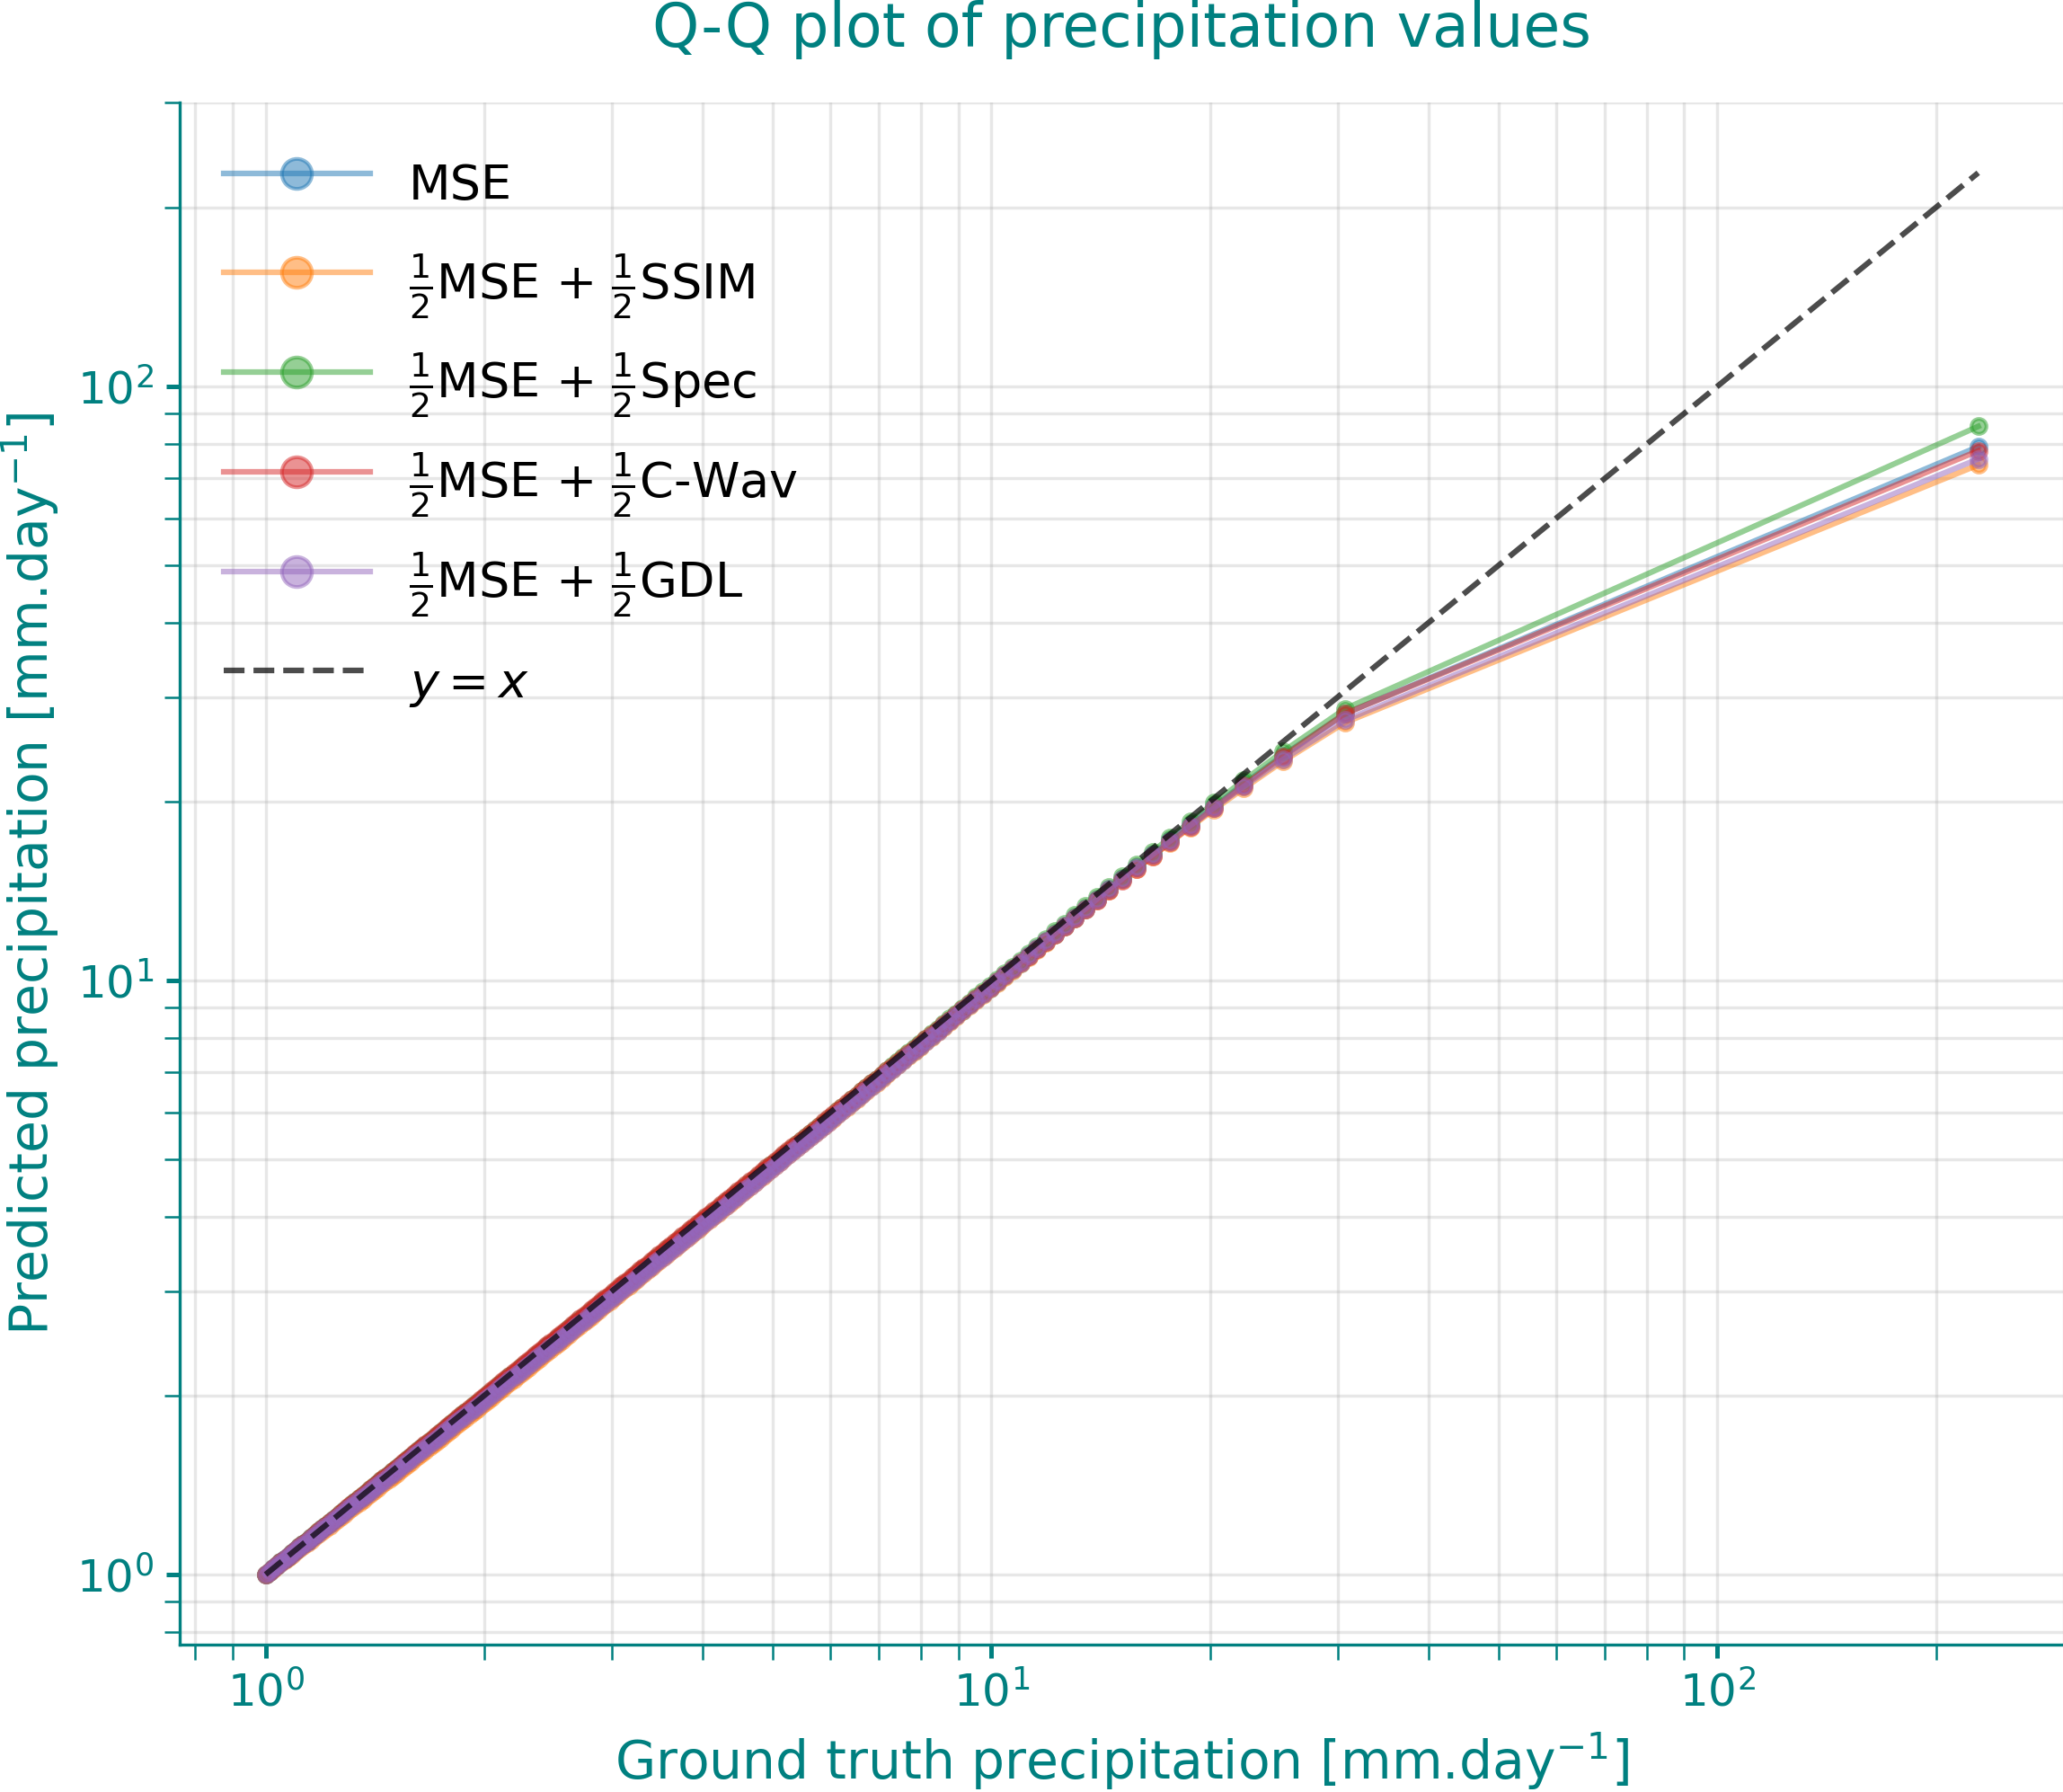 Q-Q plot of precipitation values
MSE
½MSE + ½SSIM
½MSE + ½Spec
½MSE + ½C-Wav
½MSE + ½GDL
y = x
Predicted precipitation [mm.day⁻¹]
10²
10¹
10⁰
10⁰ 10¹ 10²
Ground truth precipitation [mm.day⁻¹]